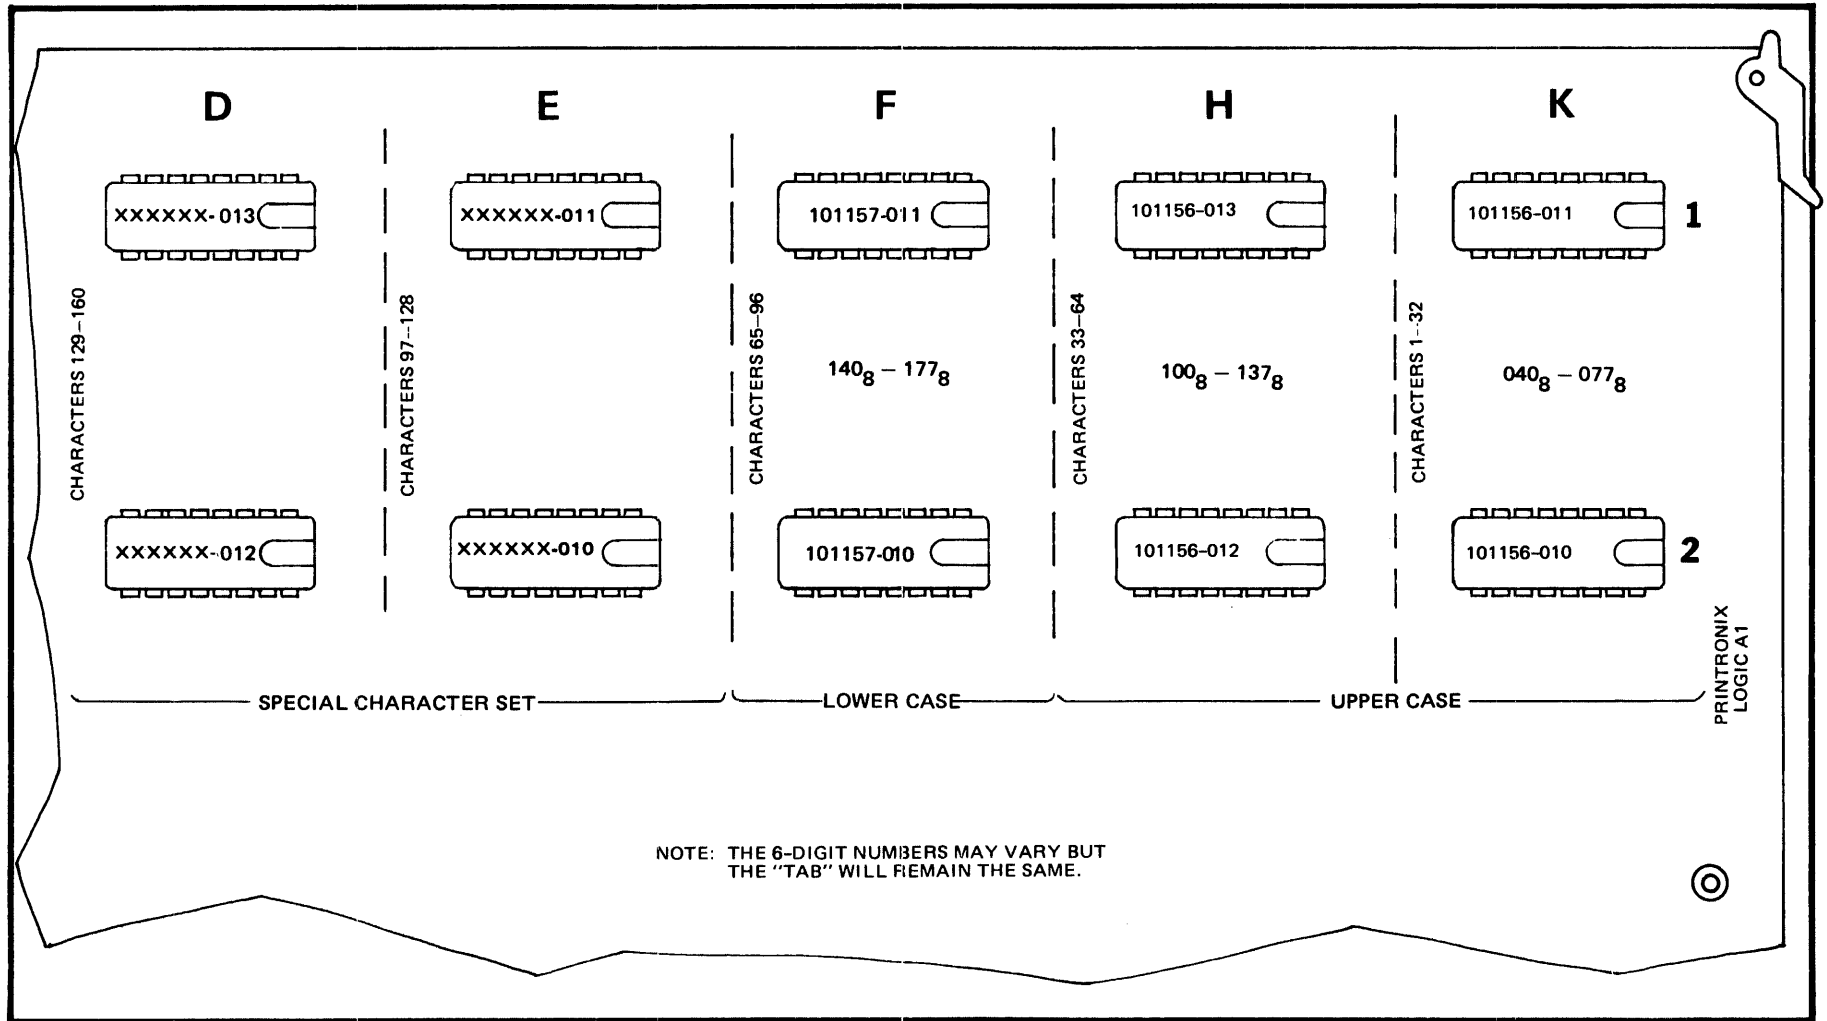 D E F H K
XXXXXX-013 XXXXXX-011 101157-011 101156-013 101156-011 1
CHARACTERS 129-160
CHARACTERS 97--128
CHARACTERS 65-96
140₈ - 177₈
CHARACTERS 33-64
100₈ - 137₈
CHARACTERS 1--32
040₈ - 077₈
XXXXXX-012 XXXXXX-010 101157-010 101156-012 101156-010 2
PRINTRONIX
LOGIC A1
SPECIAL CHARACTER SET LOWER CASE UPPER CASE
NOTE: THE 6-DIGIT NUMBERS MAY VARY BUT
THE "TAB" WILL REMAIN THE SAME.